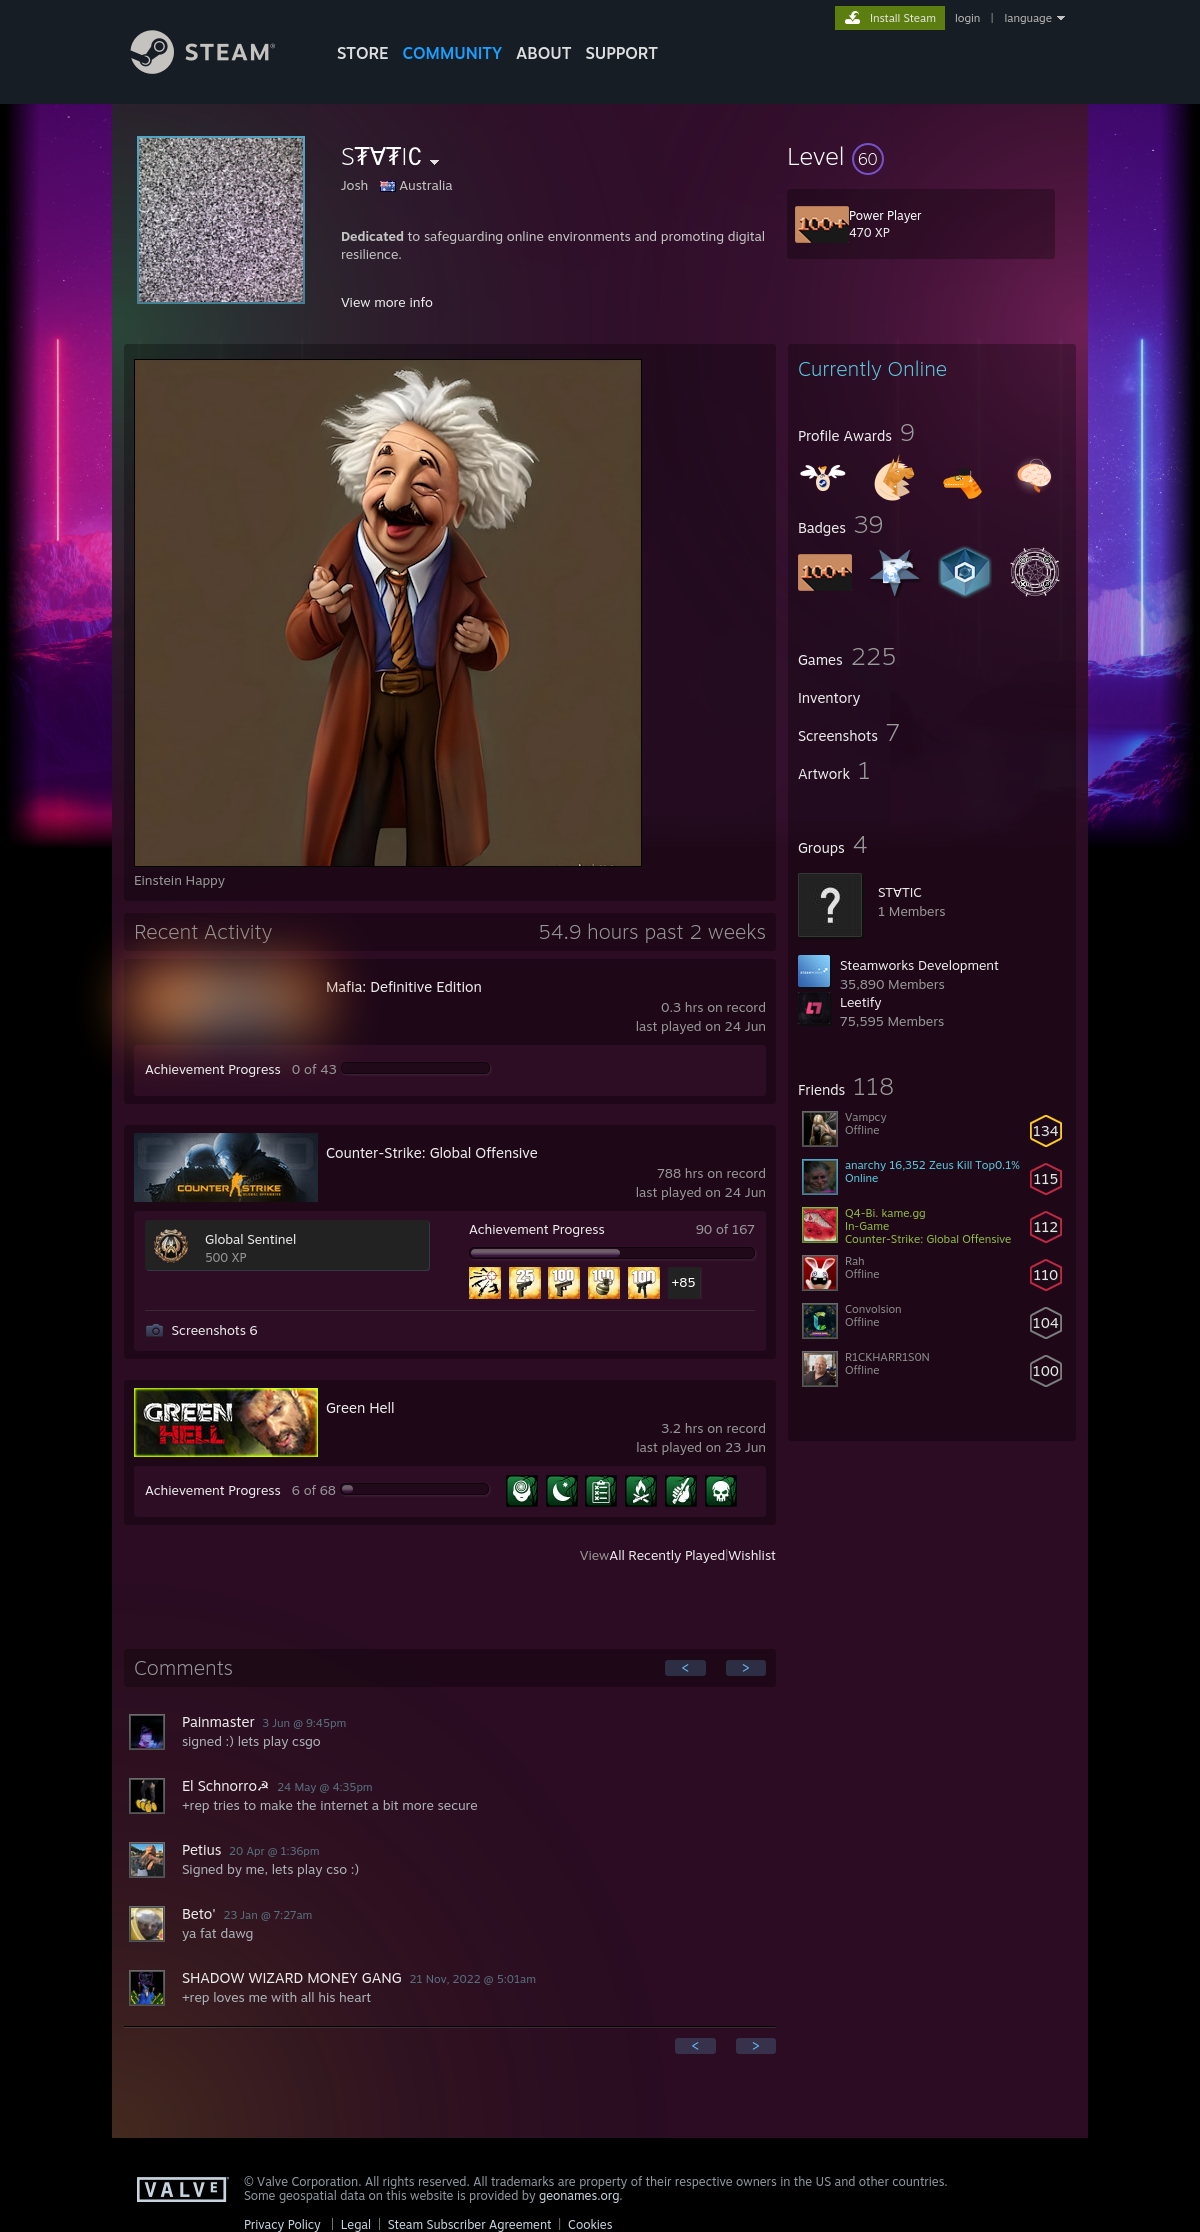 Install Steam login | language
STEAM®
STORE COMMUNITY ABOUT SUPPORT
S₮∀₮IC
Josh Australia
Dedicated to safeguarding online environments and promoting digital
resilience.
View more info
Level 60
100+
Power Player
470 XP
Einstein Happy
Currently Online
Profile Awards 9
Badges 39
100+
Games 225
Inventory
Screenshots 7
Artwork 1
Groups 4
?
ST∀TIC
1 Members
Steamworks Development
35,890 Members
Leetify
75,595 Members
Friends 118
Vampcy
Offline
134
anarchy 16,352 Zeus Kill Top0.1%
Online
115
Q4-Bi. kame.gg
In-Game
Counter-Strike: Global Offensive
112
Rah
Offline
110
Convolsion
Offline
104
R1CKHARR1S0N
Offline
100
Recent Activity 54.9 hours past 2 weeks
Mafia: Definitive Edition
0.3 hrs on record
last played on 24 Jun
Achievement Progress 0 of 43
COUNTER STRIKE
GLOBAL OFFENSIVE
Counter-Strike: Global Offensive
788 hrs on record
last played on 24 Jun
Global Sentinel
500 XP
Achievement Progress 90 of 167
25 100 100 100 +85
Screenshots 6
GREEN
HELL
Green Hell
3.2 hrs on record
last played on 23 Jun
Achievement Progress 6 of 68
ViewAll Recently Played|Wishlist
Comments < >
Painmaster 3 Jun @ 9:45pm
signed :) lets play csgo
El Schnorro☭ 24 May @ 4:35pm
+rep tries to make the internet a bit more secure
Petius 20 Apr @ 1:36pm
Signed by me, lets play cso :)
Beto' 23 Jan @ 7:27am
ya fat dawg
SHADOW WIZARD MONEY GANG 21 Nov, 2022 @ 5:01am
+rep loves me with all his heart
< >
VALVE
© Valve Corporation. All rights reserved. All trademarks are property of their respective owners in the US and other countries.
Some geospatial data on this website is provided by geonames.org.
Privacy Policy | Legal | Steam Subscriber Agreement | Cookies